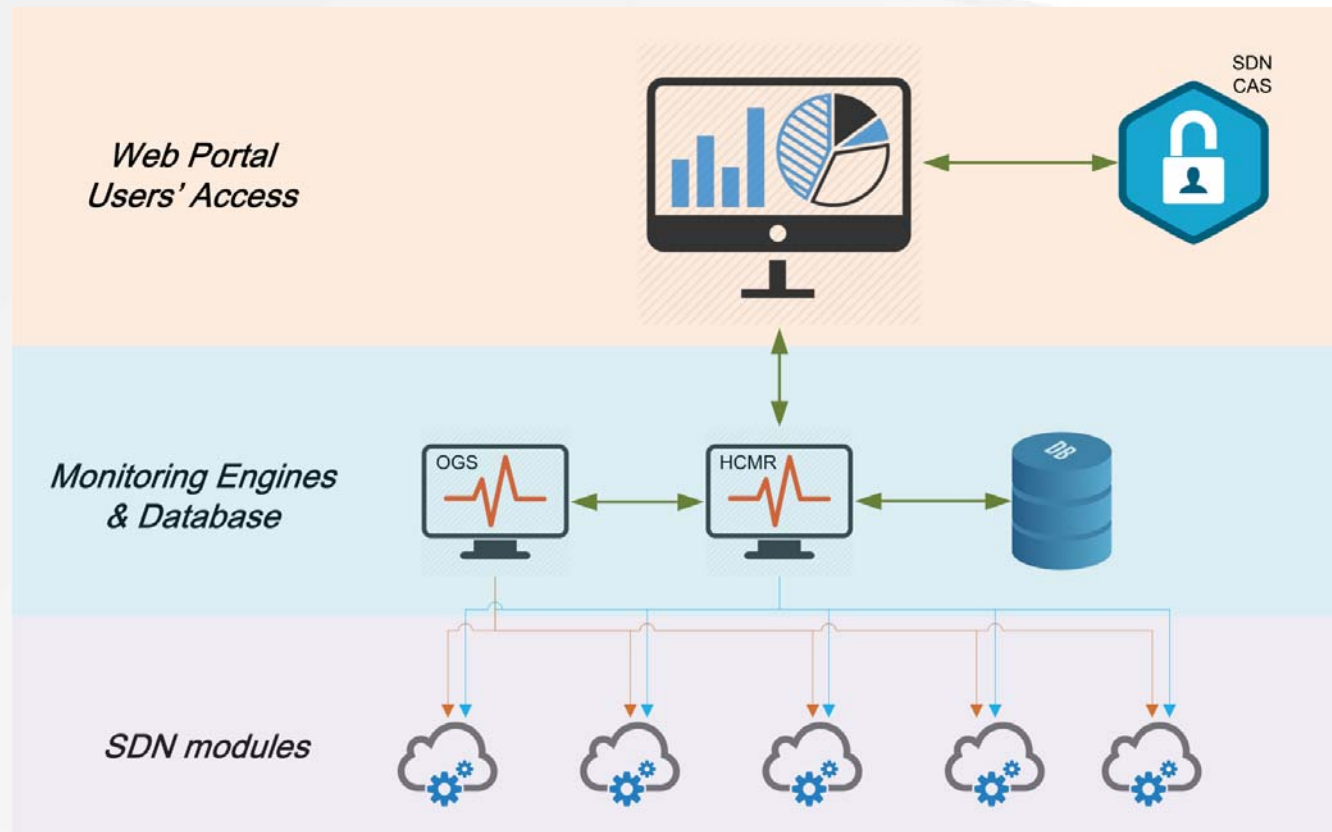 SDN
CAS
Web Portal
Users’ Access
OGS
HCMR
DB
Monitoring Engines
& Database
SDN modules